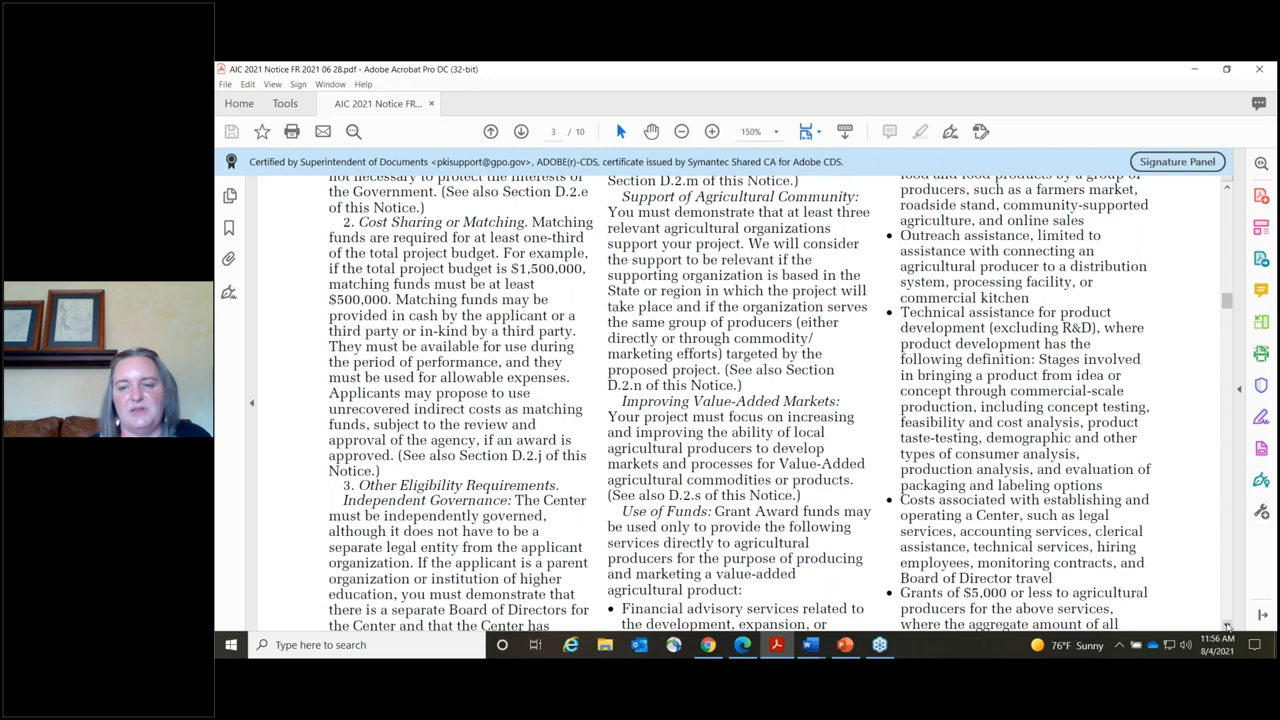 AIC 2021 Notice FR 2021 06 28.pdf - Adobe Acrobat Pro DC (32-bit)
File Edit View Sign Window Help
Home Tools AIC 2021 Notice FR... ×
3 / 10 150%
Certified by Superintendent of Documents <pkisupport@gpo.gov>, ADOBE(r)-CDS, certificate issued by Symantec Shared CA for Adobe CDS.
Signature Panel
not necessary to protect the interests of
the Government. (See also Section D.2.e
of this Notice.)
2. Cost Sharing or Matching. Matching
funds are required for at least one-third
of the total project budget. For example,
if the total project budget is $1,500,000,
matching funds must be at least
$500,000. Matching funds may be
provided in cash by the applicant or a
third party or in-kind by a third party.
They must be available for use during
the period of performance, and they
must be used for allowable expenses.
Applicants may propose to use
unrecovered indirect costs as matching
funds, subject to the review and
approval of the agency, if an award is
approved. (See also Section D.2.j of this
Notice.)
3. Other Eligibility Requirements.
Independent Governance: The Center
must be independently governed,
although it does not have to be a
separate legal entity from the applicant
organization. If the applicant is a parent
organization or institution of higher
education, you must demonstrate that
there is a separate Board of Directors for
the Center and that the Center has
Section D.2.m of this Notice.)
Support of Agricultural Community:
You must demonstrate that at least three
relevant agricultural organizations
support your project. We will consider
the support to be relevant if the
supporting organization is based in the
State or region in which the project will
take place and if the organization serves
the same group of producers (either
directly or through commodity/
marketing efforts) targeted by the
proposed project. (See also Section
D.2.n of this Notice.)
Improving Value-Added Markets:
Your project must focus on increasing
and improving the ability of local
agricultural producers to develop
markets and processes for Value-Added
agricultural commodities or products.
(See also D.2.s of this Notice.)
Use of Funds: Grant Award funds may
be used only to provide the following
services directly to agricultural
producers for the purpose of producing
and marketing a value-added
agricultural product:
• Financial advisory services related to
the development, expansion, or
food and food products by a group of
producers, such as a farmers market,
roadside stand, community-supported
agriculture, and online sales
• Outreach assistance, limited to
assistance with connecting an
agricultural producer to a distribution
system, processing facility, or
commercial kitchen
• Technical assistance for product
development (excluding R&D), where
product development has the
following definition: Stages involved
in bringing a product from idea or
concept through commercial-scale
production, including concept testing,
feasibility and cost analysis, product
taste-testing, demographic and other
types of consumer analysis,
production analysis, and evaluation of
packaging and labeling options
• Costs associated with establishing and
operating a Center, such as legal
services, accounting services, clerical
assistance, technical services, hiring
employees, monitoring contracts, and
Board of Director travel
• Grants of $5,000 or less to agricultural
producers for the above services,
where the aggregate amount of all
Type here to search
76°F Sunny
11:56 AM
8/4/2021